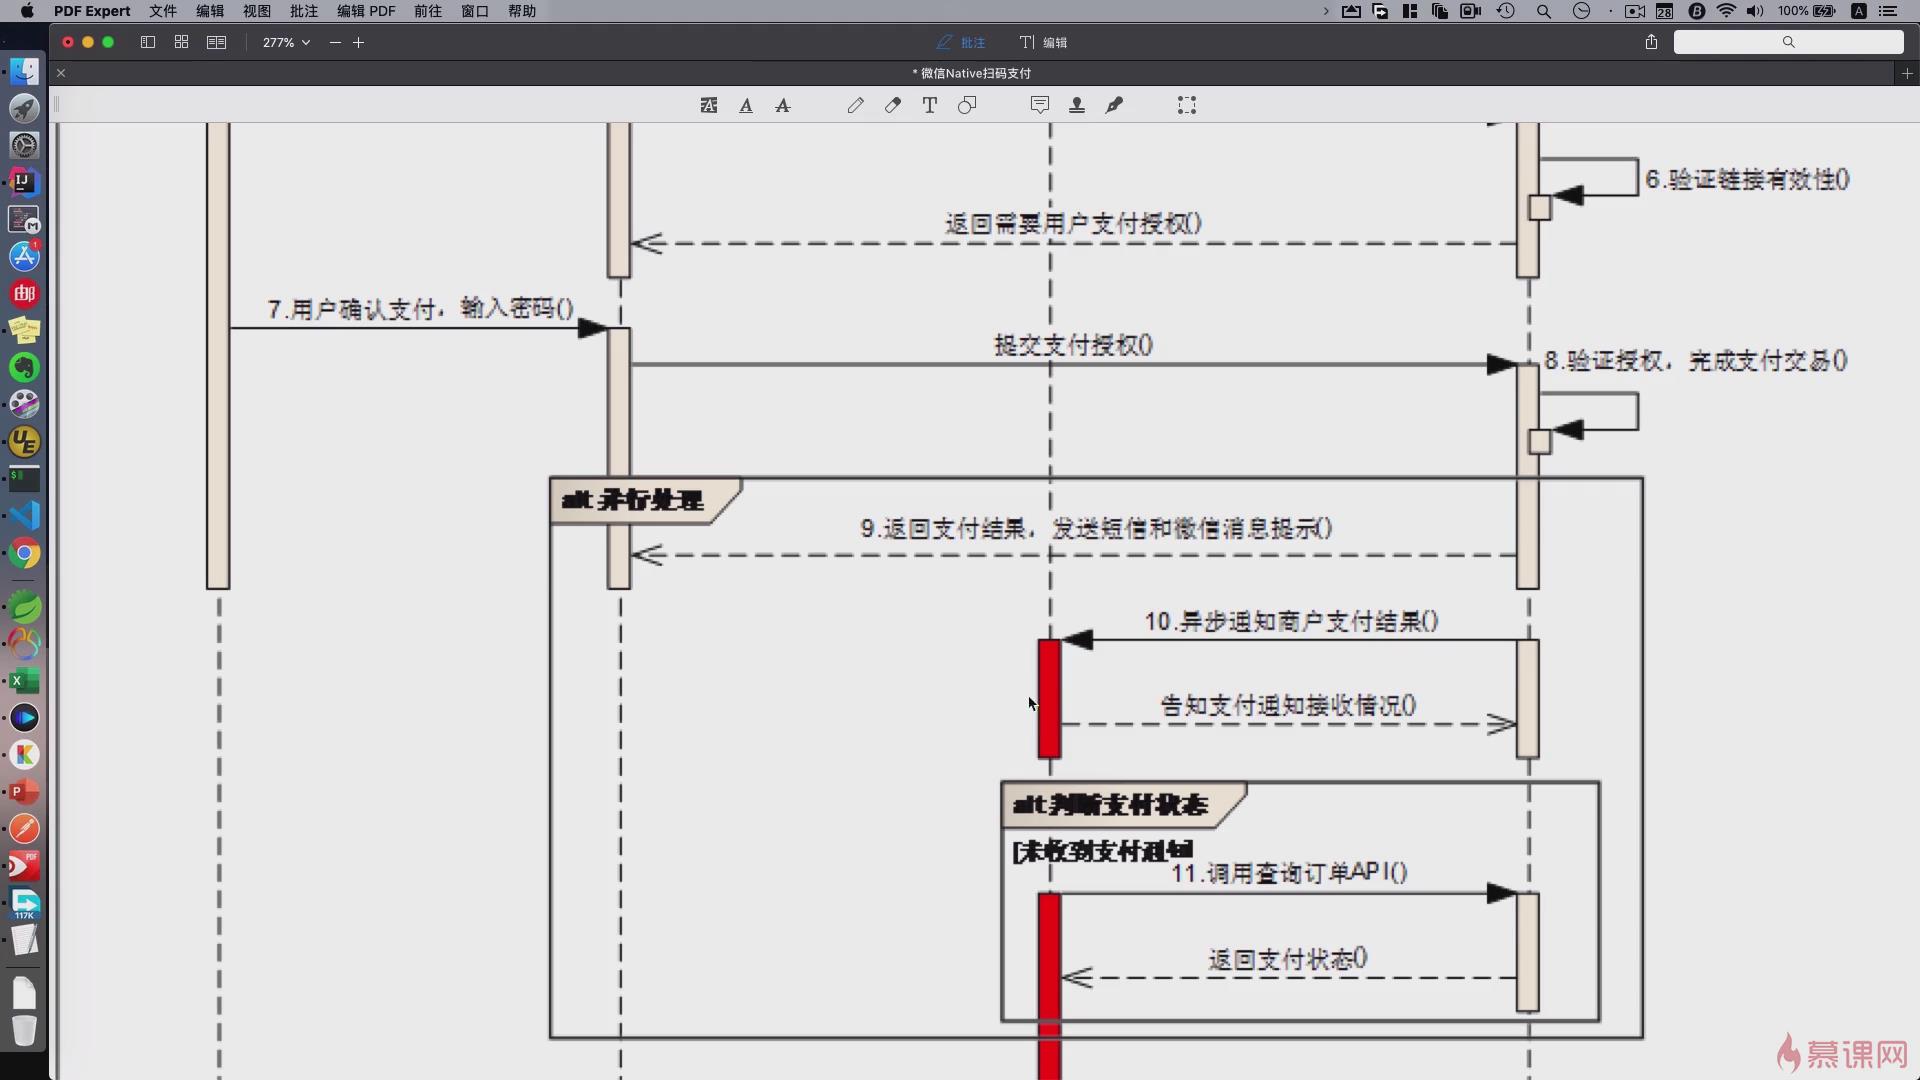 PDF Expert 文件 编辑 视图 批注 编辑 PDF 前往 窗口 帮助
28
100%
A
277%
批注
编辑
* 微信Native扫码支付
6.验证链接有效性()
返回需要用户支付授权()
7.用户确认支付，输入密码()
提交支付授权()
8.验证授权，完成支付交易()
alt 并行处理
9.返回支付结果，发送短信和微信消息提示()
10.异步通知商户支付结果()
告知支付通知接收情况()
alt 判断支付状态
[未收到支付通知]
11.调用查询订单API()
返回支付状态()
IJ
邮
UE
117K
慕课网